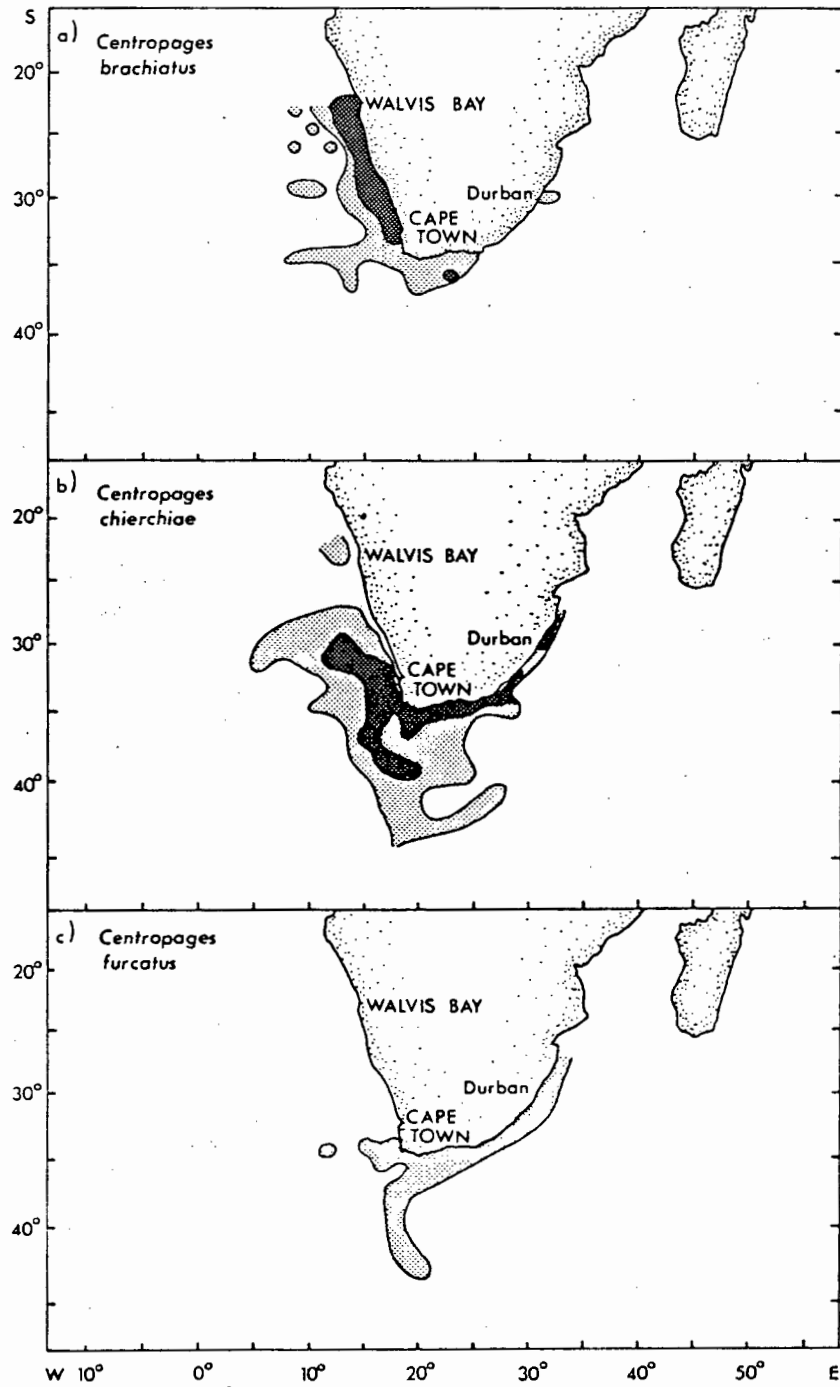 S
a) Centropages
brachiatus
20°
WALVIS BAY
30°
Durban
CAPE
TOWN
40°
b) Centropages
chierchiae
20°
WALVIS BAY
30°
Durban
CAPE
TOWN
40°
c) Centropages
furcatus
20°
WALVIS BAY
30°
Durban
CAPE
TOWN
40°
W 10° 0° 10° 20° 30° 40° 50° E